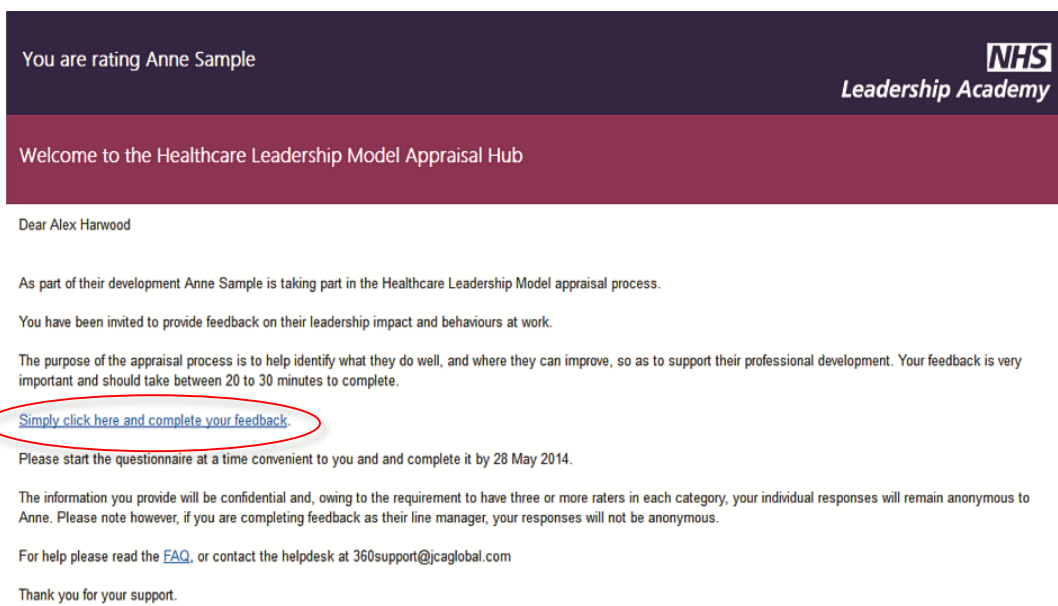 You are rating Anne Sample
NHS
Leadership Academy
Welcome to the Healthcare Leadership Model Appraisal Hub
Dear Alex Harwood
As part of their development Anne Sample is taking part in the Healthcare Leadership Model appraisal process.
You have been invited to provide feedback on their leadership impact and behaviours at work.
The purpose of the appraisal process is to help identify what they do well, and where they can improve, so as to support their professional development. Your feedback is very
important and should take between 20 to 30 minutes to complete.
Simply click here and complete your feedback.
Please start the questionnaire at a time convenient to you and and complete it by 28 May 2014.
The information you provide will be confidential and, owing to the requirement to have three or more raters in each category, your individual responses will remain anonymous to
Anne. Please note however, if you are completing feedback as their line manager, your responses will not be anonymous.
For help please read the FAQ, or contact the helpdesk at 360support@jcaglobal.com
Thank you for your support.